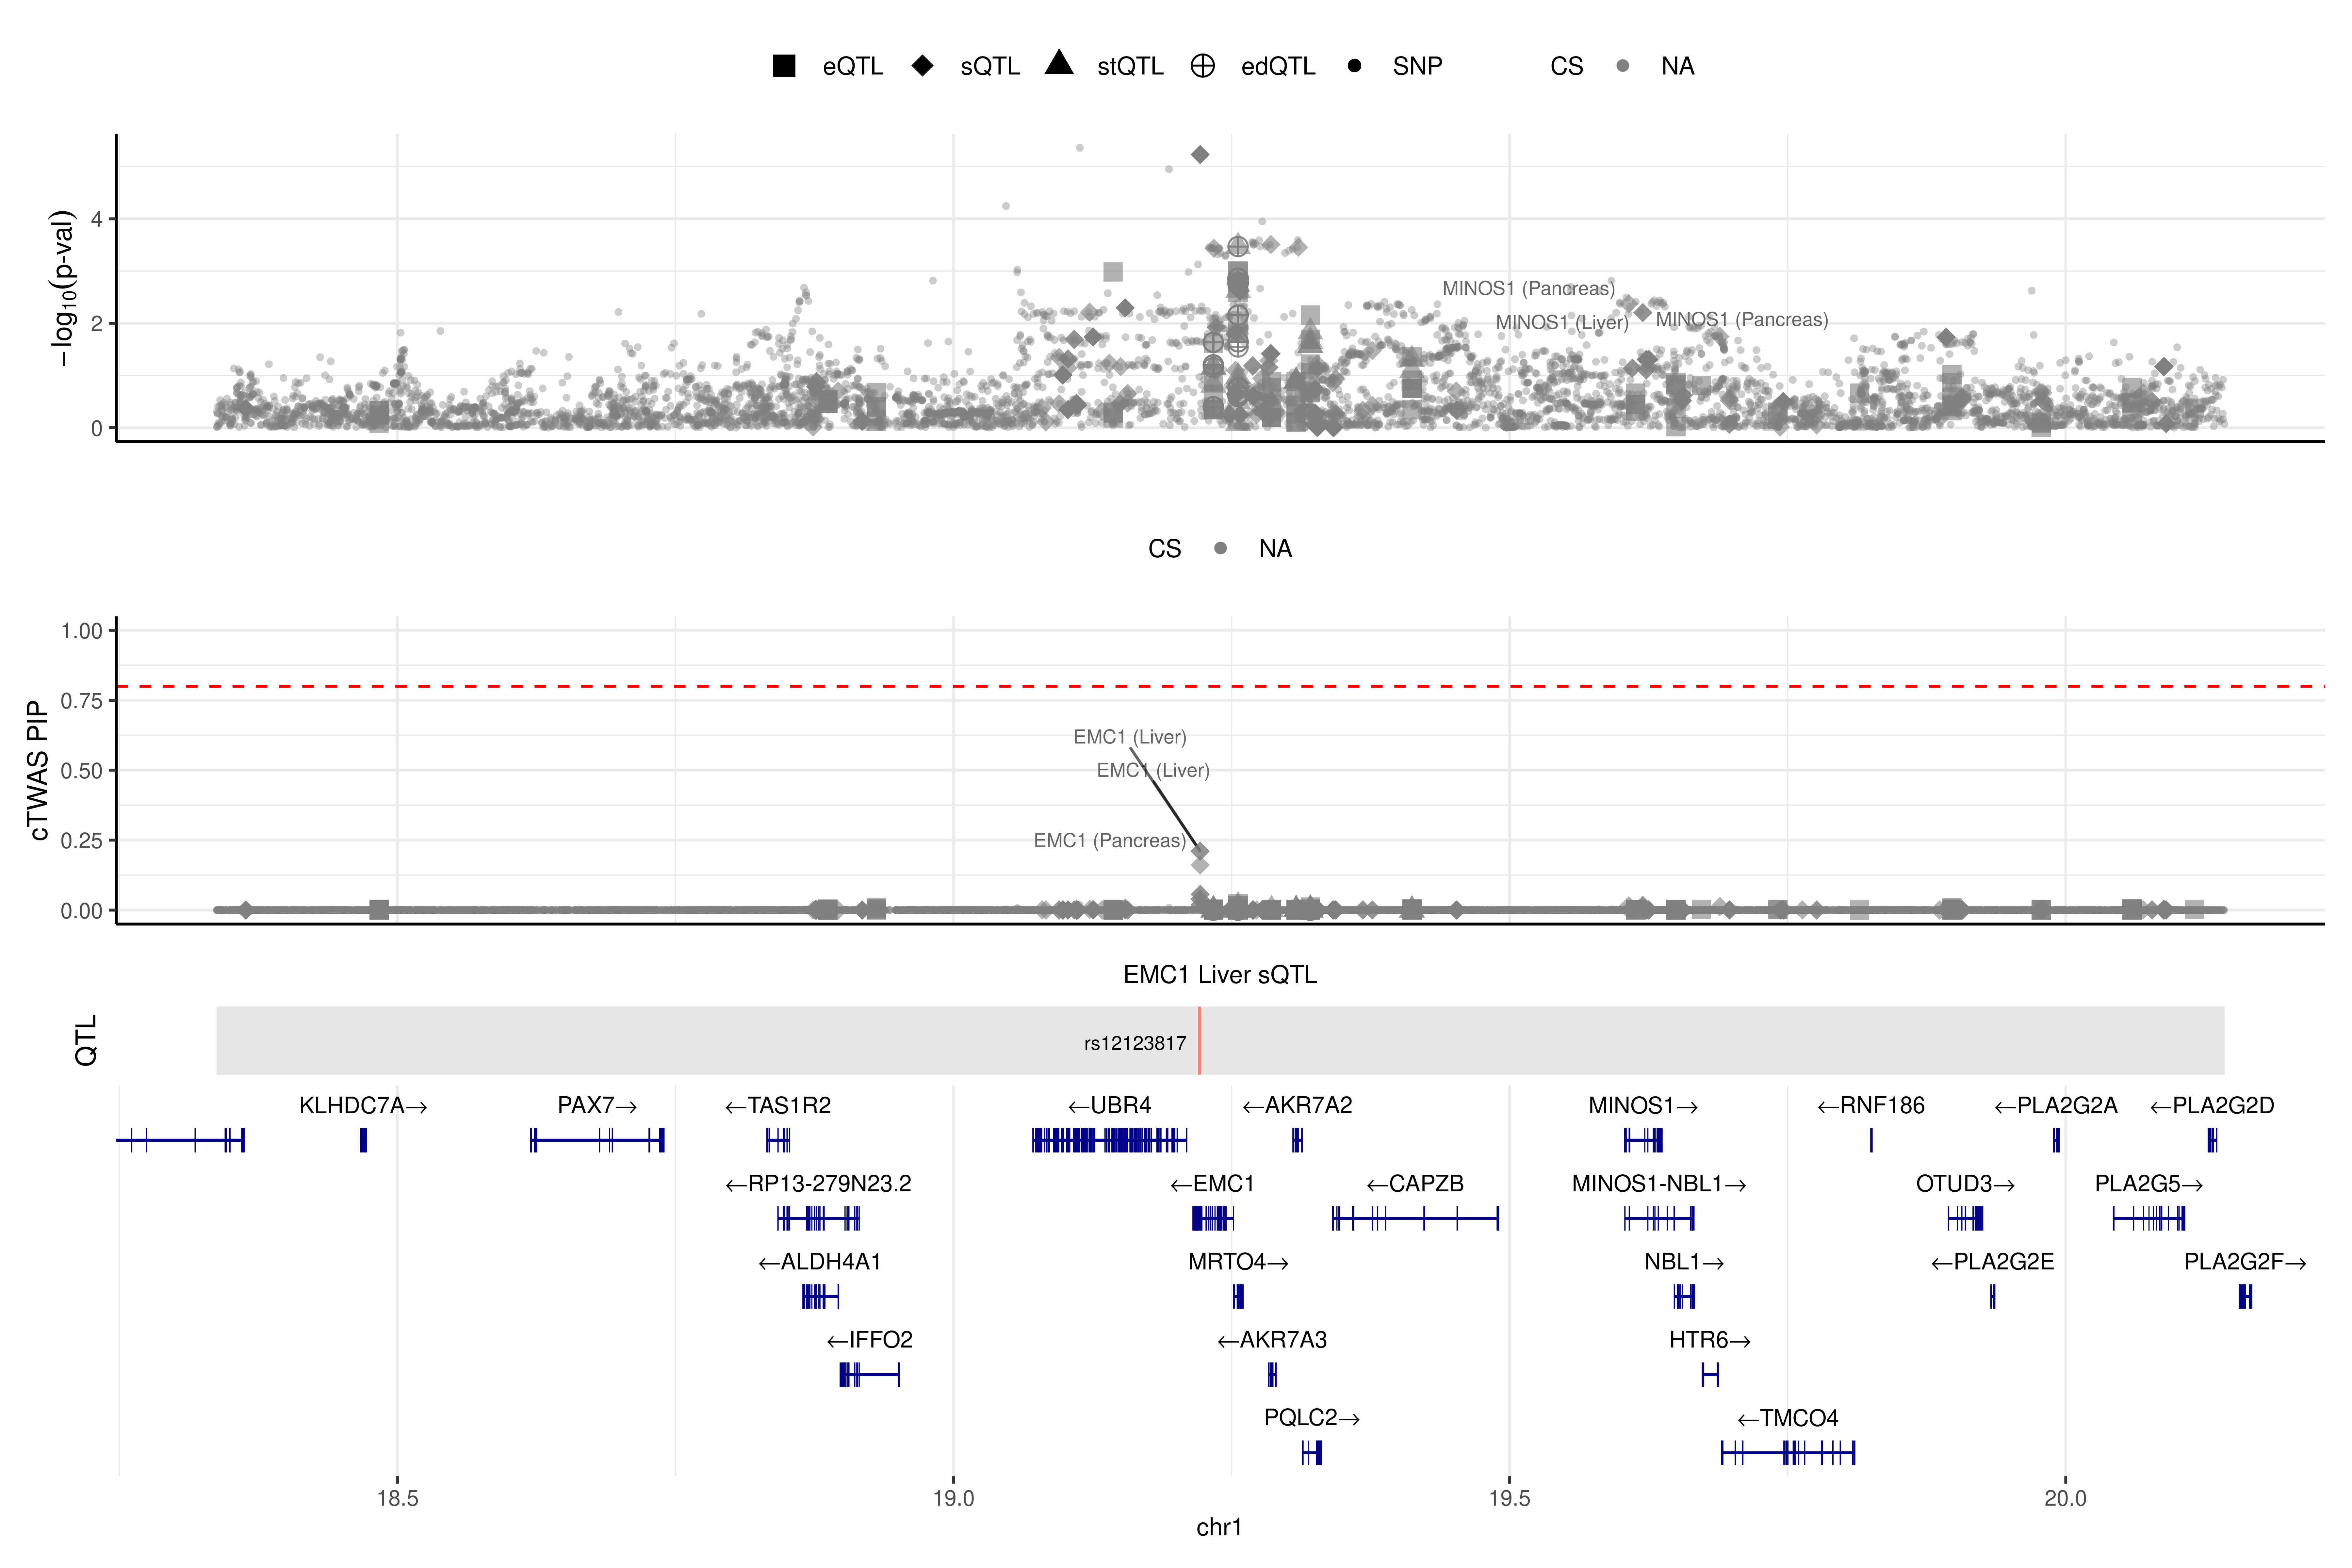 eQTL sQTL stQTL edQTL SNP CS NA
−log10(p-val)
4
2
0
MINOS1 (Pancreas)
MINOS1 (Liver)
MINOS1 (Pancreas)
CS NA
cTWAS PIP
1.00
0.75
0.50
0.25
0.00
EMC1 (Liver)
EMC1 (Liver)
EMC1 (Pancreas)
EMC1 Liver sQTL
QTL
rs12123817
KLHDC7A→ PAX7→ ←TAS1R2 ←UBR4 ←AKR7A2 MINOS1→ ←RNF186 ←PLA2G2A ←PLA2G2D
←RP13-279N23.2 ←EMC1 ←CAPZB MINOS1-NBL1→ OTUD3→ PLA2G5→
←ALDH4A1 MRTO4→ NBL1→ ←PLA2G2E PLA2G2F→
←IFFO2 ←AKR7A3 HTR6→
PQLC2→ ←TMCO4
18.5 19.0 19.5 20.0
chr1